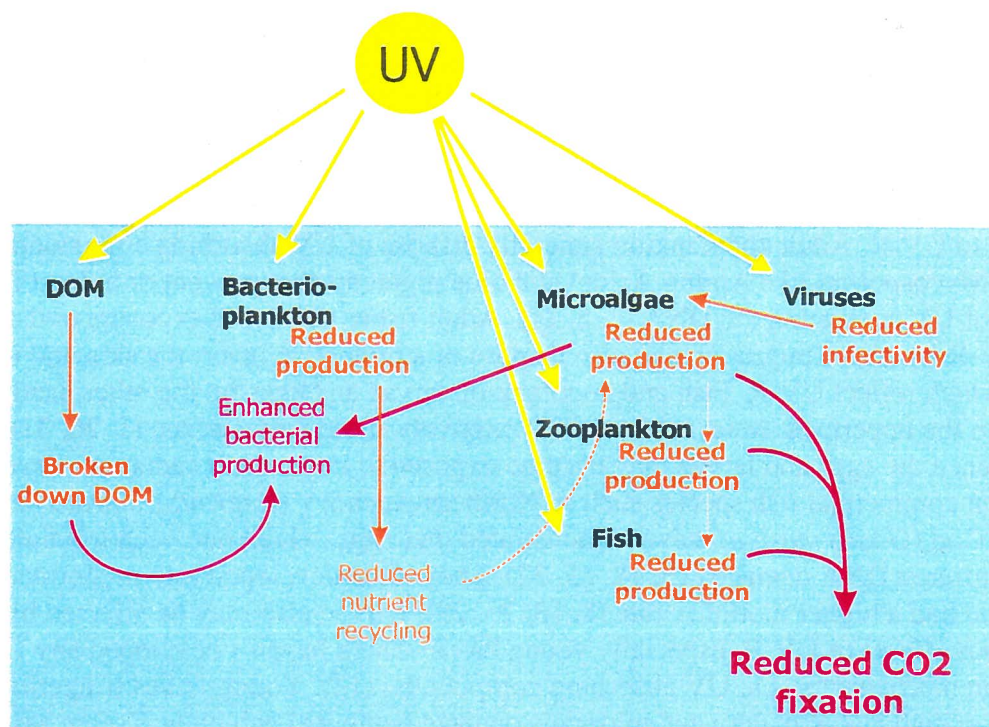 UV
DOM
Bacterio-
plankton
Reduced
production
Microalgae
Reduced
production
Viruses
Reduced
infectivity
Enhanced
bacterial
production
Zooplankton
Reduced
production
Broken
down DOM
Fish
Reduced
production
Reduced
nutrient
recycling
Reduced CO2
fixation